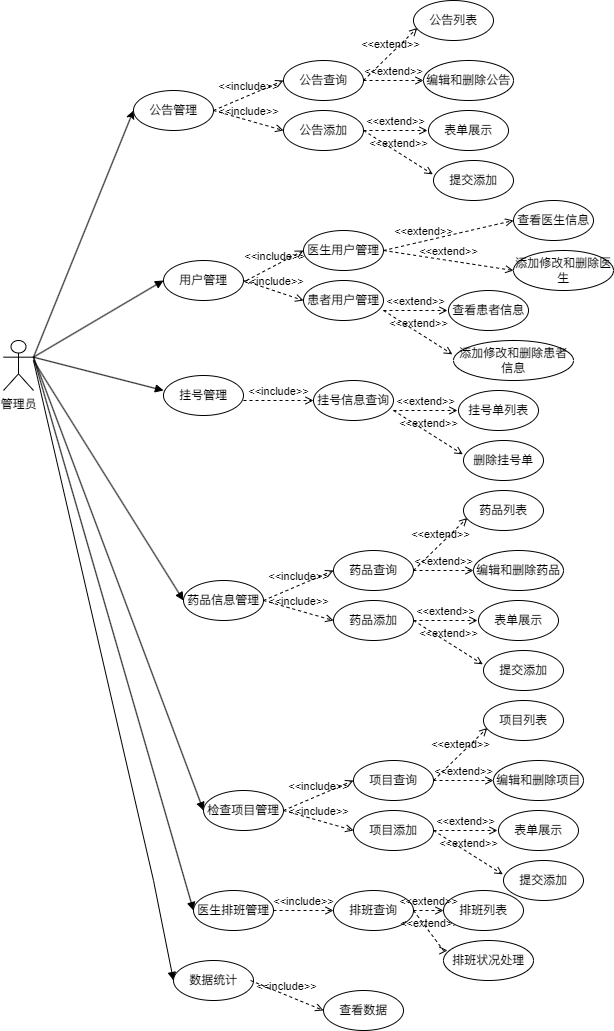 公告列表
<<extend>>
<<extend>>
编辑和删除公告
公告查询
<<include>>
公告管理
<<include>>
公告添加
<<extend>>
表单展示
<<extend>>
提交添加
查看医生信息
<<extend>>
医生用户管理
<<extend>>
添加修改和删除医
生
<<include>>
用户管理
<<include>>
患者用户管理
<<extend>>
查看患者信息
<<extend>>
添加修改和删除患者
信息
管理员
挂号管理
<<include>>
挂号信息查询
<<extend>>
挂号单列表
<<extend>>
删除挂号单
药品列表
<<extend>>
药品查询
<<extend>>
编辑和删除药品
<<include>>
药品信息管理
<<include>>
药品添加
<<extend>>
表单展示
<<extend>>
提交添加
项目列表
<<extend>>
项目查询
<<extend>>
编辑和删除项目
<<include>>
检查项目管理
<<include>>
项目添加
<<extend>>
表单展示
<<extend>>
提交添加
医生排班管理
<<include>>
排班查询
<<extend>>
排班列表
<<extend>>
排班状况处理
数据统计
<<include>>
查看数据